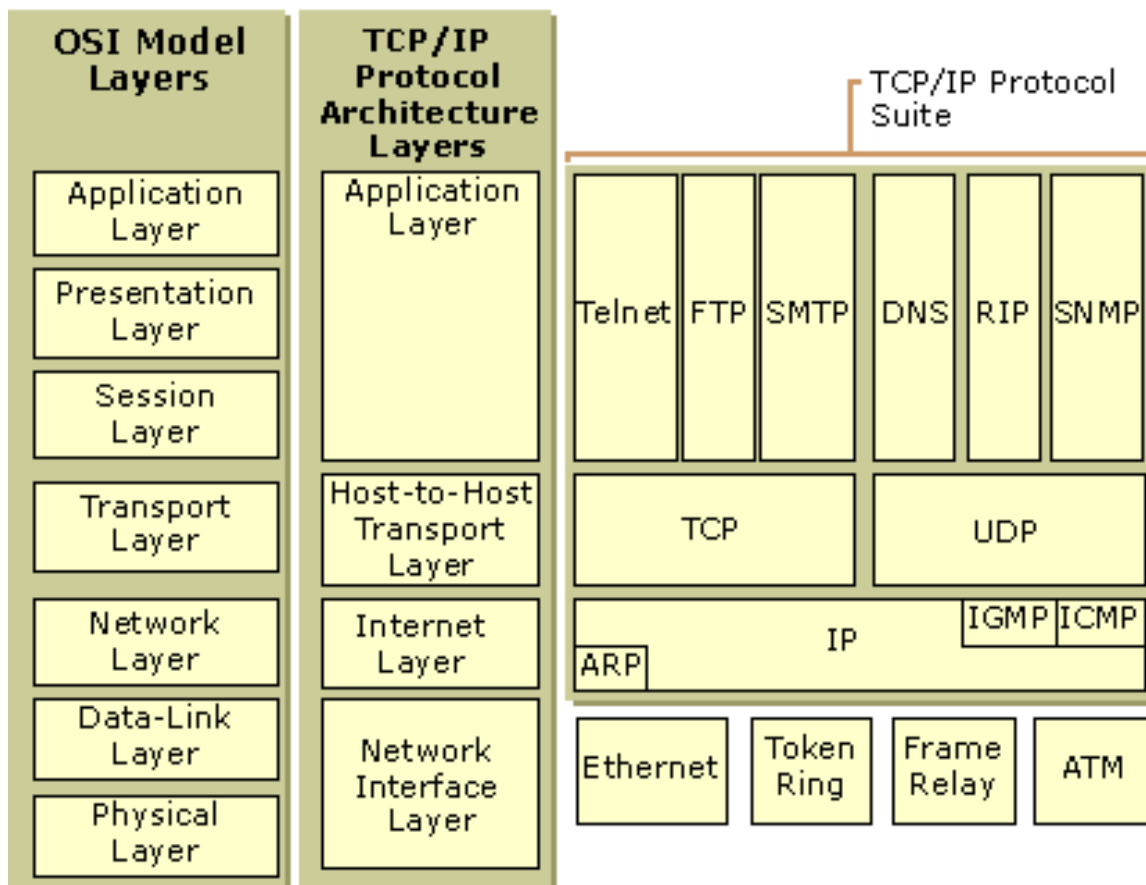 OSI Model
Layers
Application
Layer
Presentation
Layer
Session
Layer
Transport
Layer
Network
Layer
Data-Link
Layer
Physical
Layer
TCP/IP
Protocol
Architecture
Layers
Application
Layer
Host-to-Host
Transport
Layer
Internet
Layer
Network
Interface
Layer
TCP/IP Protocol
Suite
Telnet
FTP
SMTP
DNS
RIP
SNMP
TCP
UDP
IP
IGMP
ICMP
ARP
Ethernet
Token
Ring
Frame
Relay
ATM